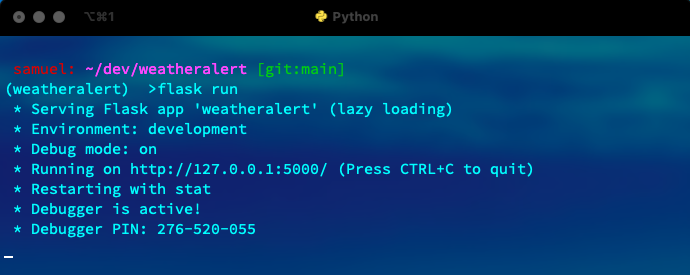 ⌥⌘1
Python
samuel: ~/dev/weatheralert [git:main]
(weatheralert)  >flask run
 * Serving Flask app 'weatheralert' (lazy loading)
 * Environment: development
 * Debug mode: on
 * Running on http://127.0.0.1:5000/ (Press CTRL+C to quit)
 * Restarting with stat
 * Debugger is active!
 * Debugger PIN: 276-520-055